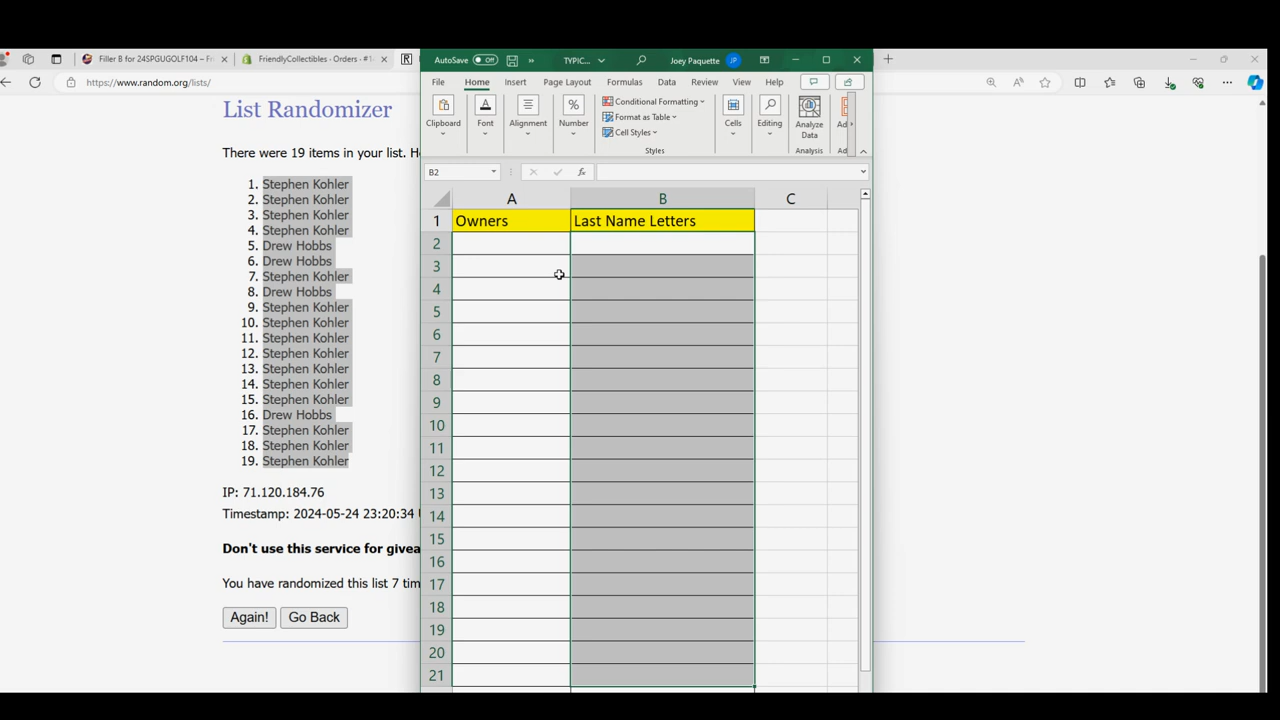 Filler B for 24SPGUGOLF104 – Fr
FriendlyCollectibles · Orders · #1
https://www.random.org/lists/
List Randomizer
There were 19 items in your list. H
1. Stephen Kohler
2. Stephen Kohler
3. Stephen Kohler
4. Stephen Kohler
5. Drew Hobbs
6. Drew Hobbs
7. Stephen Kohler
8. Drew Hobbs
9. Stephen Kohler
10. Stephen Kohler
11. Stephen Kohler
12. Stephen Kohler
13. Stephen Kohler
14. Stephen Kohler
15. Stephen Kohler
16. Drew Hobbs
17. Stephen Kohler
18. Stephen Kohler
19. Stephen Kohler
IP: 71.120.184.76
Timestamp: 2024-05-24 23:20:34
Don't use this service for givea
You have randomized this list 7 tim
Again! Go Back
AutoSave Off » TYPIC... Joey Paquette JP
File Home Insert Page Layout Formulas Data Review View Help
Clipboard Font Alignment Number
Conditional Formatting
Format as Table
Cell Styles
Styles
Cells Editing
Analyze
Data
Analysis
Ad
Ad
B2 fx
A B C
1 Owners Last Name Letters
2
3
4
5
6
7
8
9
10
11
12
13
14
15
16
17
18
19
20
21